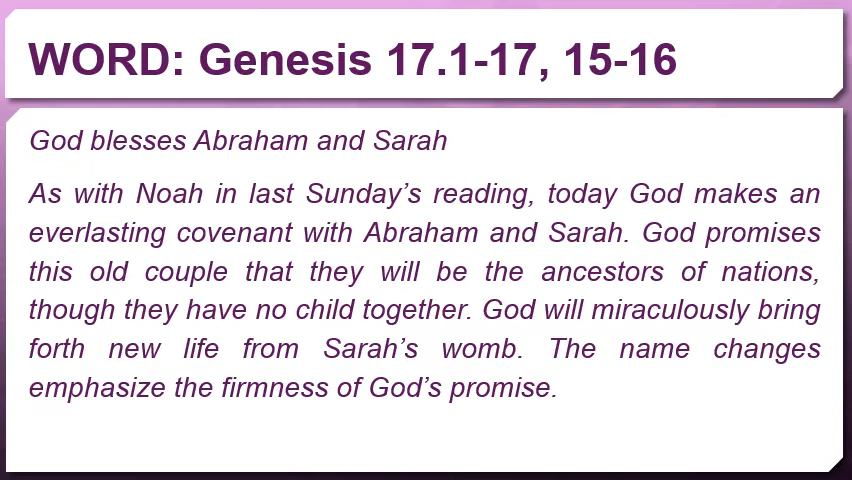 WORD: Genesis 17.1-17, 15-16
God blesses Abraham and Sarah
As with Noah in last Sunday’s reading, today God makes an
everlasting covenant with Abraham and Sarah. God promises
this old couple that they will be the ancestors of nations,
though they have no child together. God will miraculously bring
forth new life from Sarah’s womb. The name changes
emphasize the firmness of God’s promise.